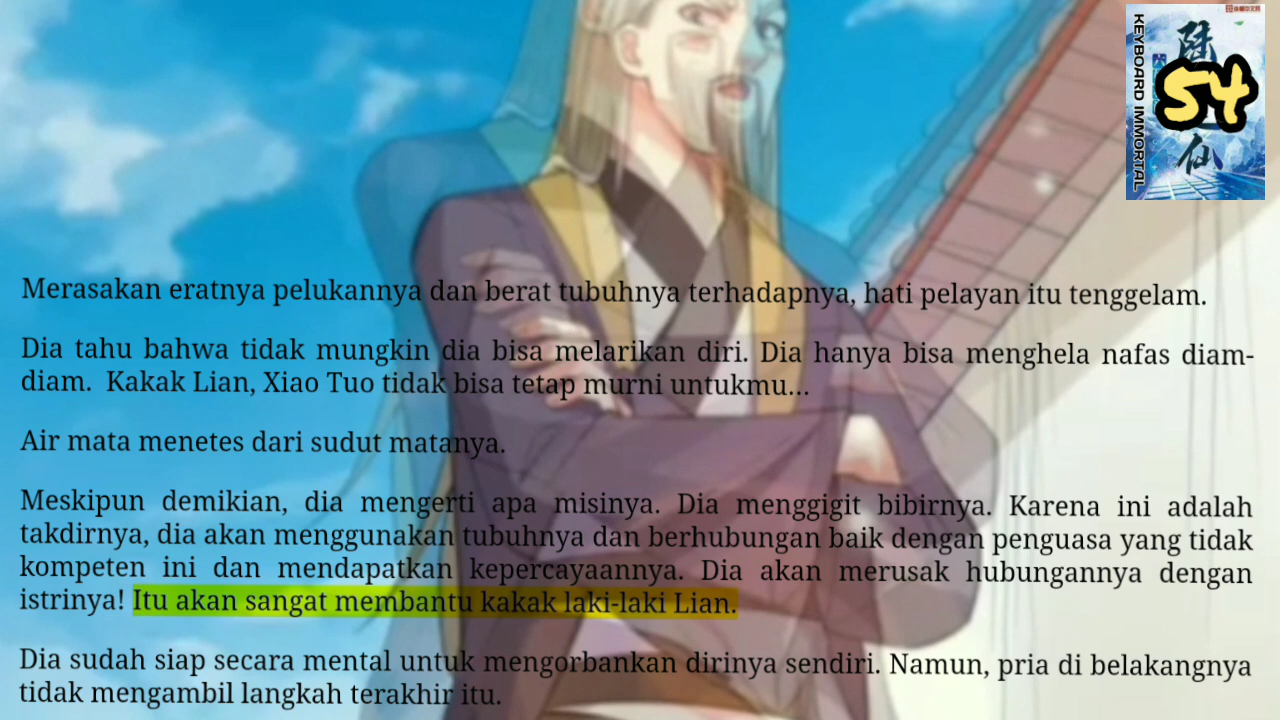 KEYBOARD IMMORTAL
陆
仙
54
Merasakan eratnya pelukannya dan berat tubuhnya terhadapnya, hati pelayan itu tenggelam.
Dia tahu bahwa tidak mungkin dia bisa melarikan diri. Dia hanya bisa menghela nafas diam-
diam. Kakak Lian, Xiao Tuo tidak bisa tetap murni untukmu...
Air mata menetes dari sudut matanya.
Meskipun demikian, dia mengerti apa misinya. Dia menggigit bibirnya. Karena ini adalah
takdirnya, dia akan menggunakan tubuhnya dan berhubungan baik dengan penguasa yang tidak
kompeten ini dan mendapatkan kepercayaannya. Dia akan merusak hubungannya dengan
istrinya! Itu akan sangat membantu kakak laki-laki Lian.
Dia sudah siap secara mental untuk mengorbankan dirinya sendiri. Namun, pria di belakangnya
tidak mengambil langkah terakhir itu.